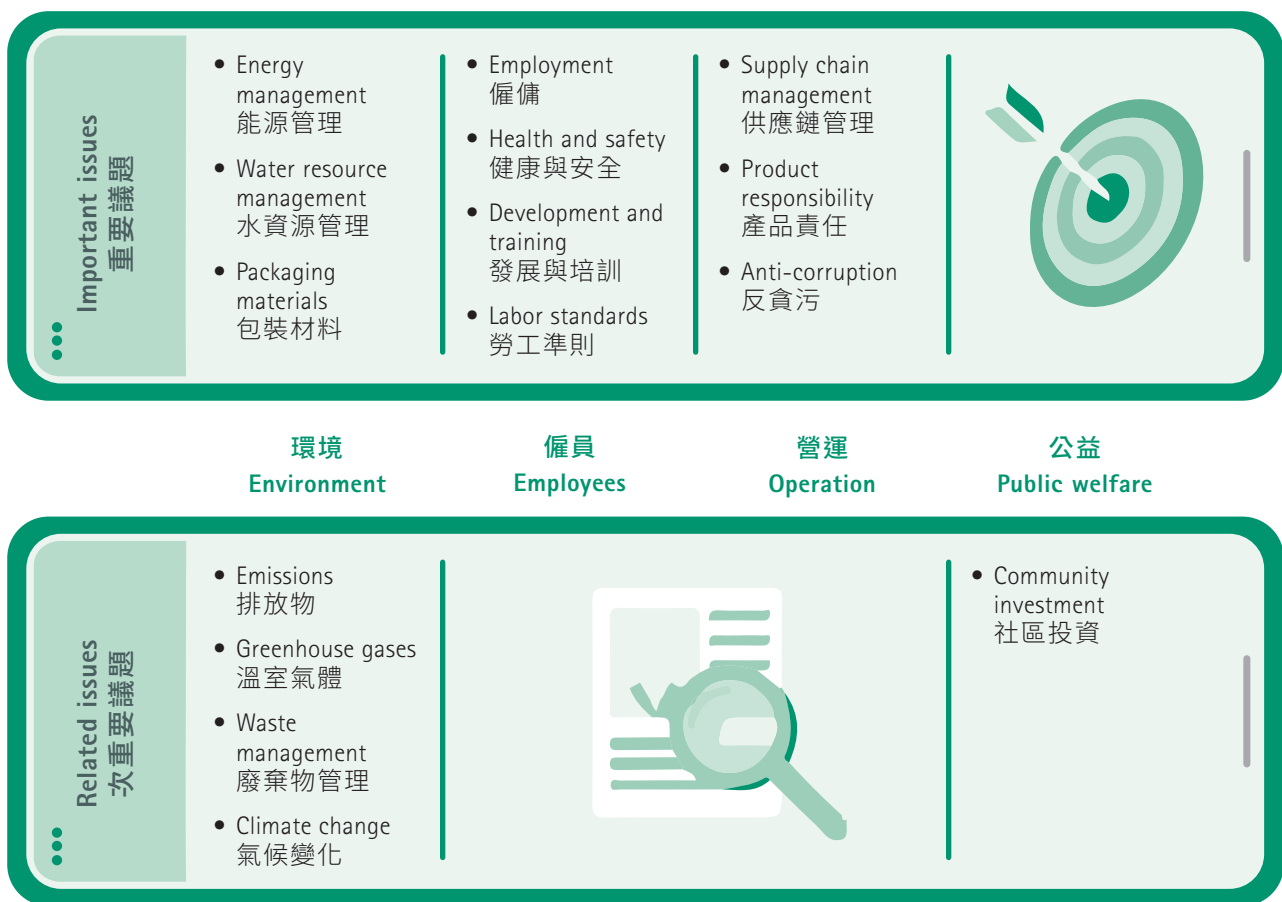 Important issues
重要議題
• Energy
management
能源管理
• Water resource
management
水資源管理
• Packaging
materials
包裝材料
• Employment
僱傭
• Health and safety
健康與安全
• Development and
training
發展與培訓
• Labor standards
勞工準則
• Supply chain
management
供應鏈管理
• Product
responsibility
產品責任
• Anti-corruption
反貪污
環境
Environment
僱員
Employees
營運
Operation
公益
Public welfare
Related issues
次重要議題
• Emissions
排放物
• Greenhouse gases
溫室氣體
• Waste
management
廢棄物管理
• Climate change
氣候變化
• Community
investment
社區投資